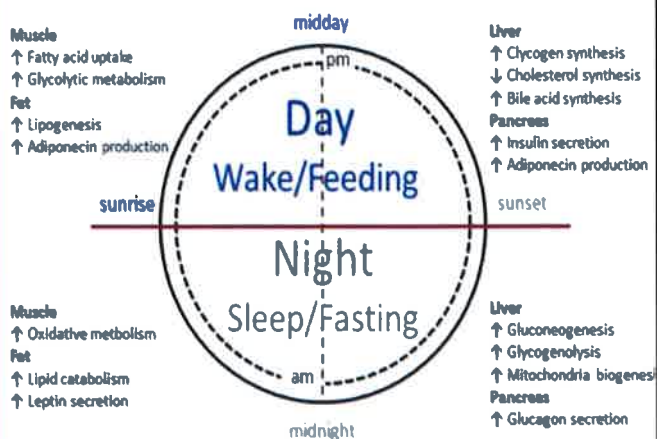 midday
Muscle
↑ Fatty acid uptake
↑ Glycolytic metabolism
Fat
↑ Lipogenesis
↑ Adiponecin production
Liver
↑ Clycogen synthesis
↓ Cholesterol synthesis
↑ Bile acid synthesis
Pancreas
↑ Insulin secretion
↑ Adiponecin production
pm
Day
Wake/Feeding
sunrise
sunset
Night
Sleep/Fasting
am
Muscle
↑ Oxidative metbolism
Fat
↑ Lipid catabolism
↑ Leptin secretion
Liver
↑ Gluconeogenesis
↑ Glycogenolysis
↑ Mitochondria biogenesi
Pancreas
↑ Glucagon secretion
midnight